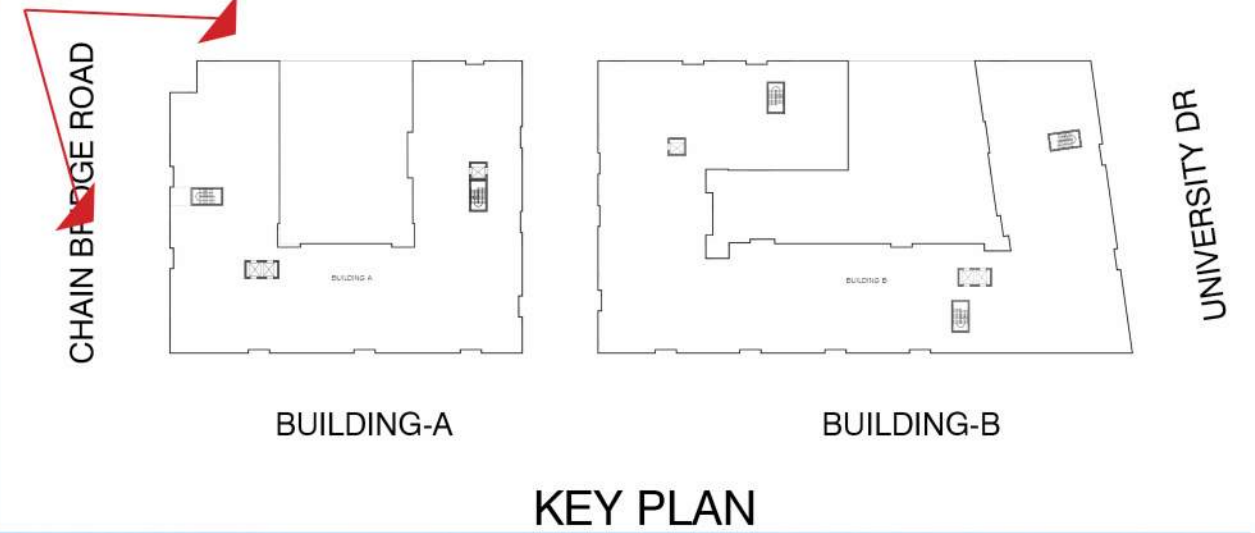 CHAIN BRIDGE ROAD
UNIVERSITY DR
BUILDING A
BUILDING B
BUILDING-A
BUILDING-B
KEY PLAN